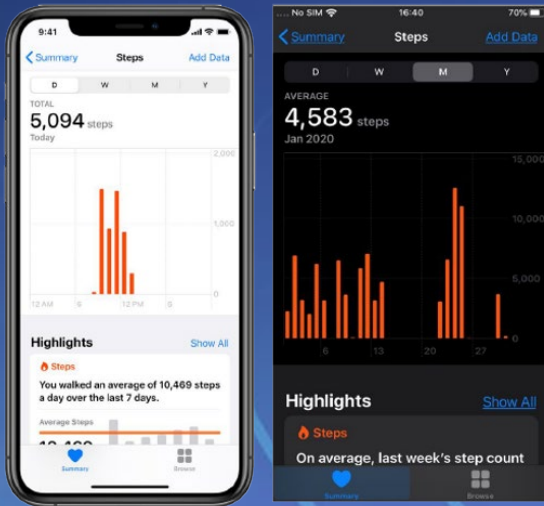 9:41
Summary Steps Add Data
D W M Y
TOTAL
5,094 steps
Today
2,000
1,000
0
12 AM 6 12 PM 6
Highlights Show All
Steps
You walked an average of 10,469 steps
a day over the last 7 days.
Average Steps
Summary Browse
.... No SIM 16:40 70%
Summary Steps Add Data
D W M Y
AVERAGE
4,583 steps
Jan 2020
15,000
10,000
5,000
0
6 13 20 27
Highlights Show All
Steps
On average, last week's step count
Summary Browse